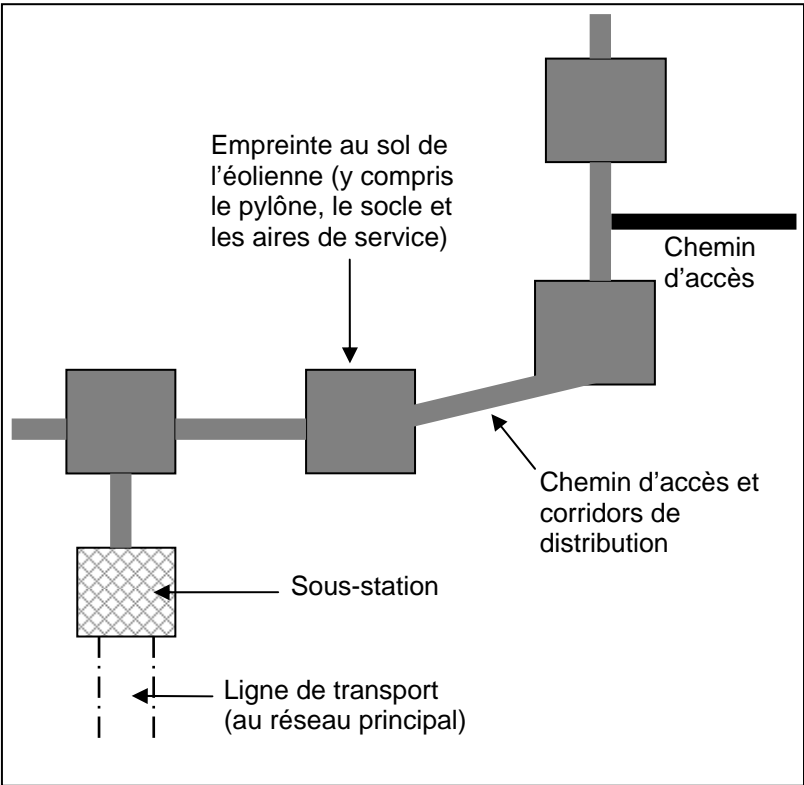 Empreinte au sol de
l'éolienne (y compris
le pylône, le socle et
les aires de service)
Chemin
d'accès
Chemin d'accès et
corridors de
distribution
Sous-station
Ligne de transport
(au réseau principal)